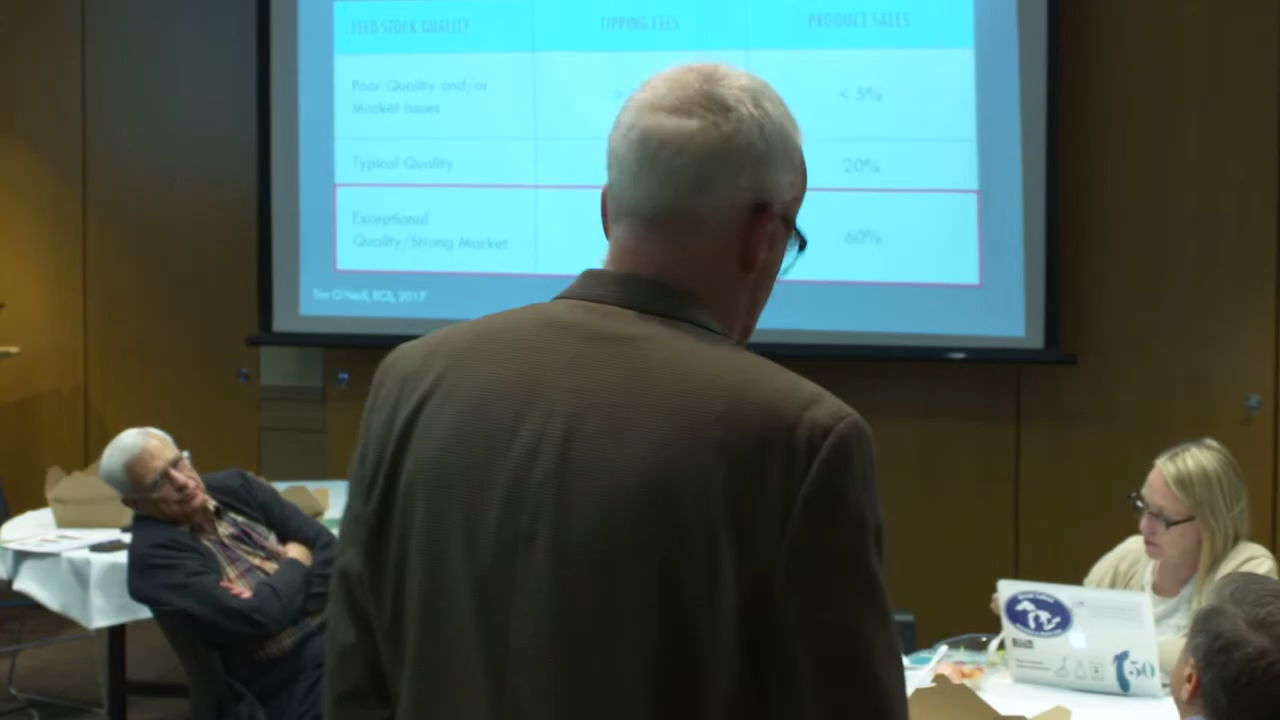 FEED STOCK QUALITY
TIPPING FEES
PRODUCT SALES
Poor Quality and/or
Market Issues
< 5%
Typical Quality
20%
Exceptional
Quality/Strong Market
60%
Tim O'Neill, ECS, 2017
50